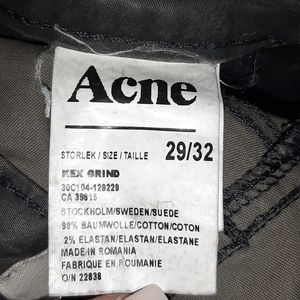 Acne
STORLEK / SIZE / TAILLE 29/32
KEX GRIND
30C104-128229
CA 39815
STOCKHOLM/SWEDEN/SUEDE
98% BAUMWOLLE/COTTON/COTON
2% ELASTAN/ELASTAN/ELASTANE
MADE IN ROMANIA
FABRIQUE EN ROUMANIE
O/N 22838